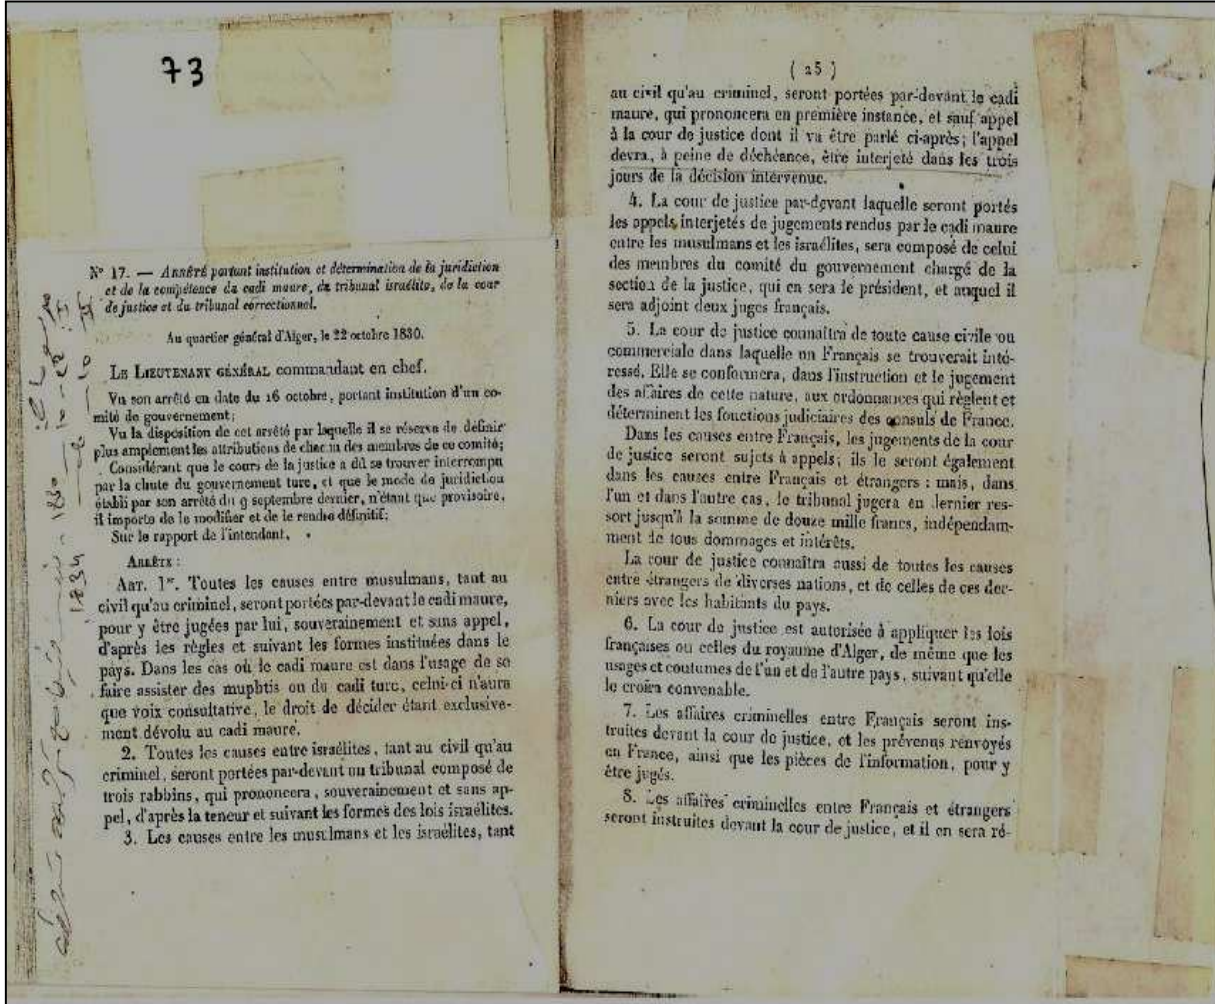 73
N° 17. — ARRÊTÉ portant institution et détermination de la juridiction
et de la compétence du cadi maure, du tribunal israélite, de la cour
de justice et du tribunal correctionnel.
Au quartier général d'Alger, le 22 octobre 1830.
LE LIEUTENANT GÉNÉRAL commandant en chef.
Vu son arrêté en date du 16 octobre, portant institution d'un co-
mité de gouvernement;
Vu la disposition de cet arrêté par laquelle il se réserve de définir
plus amplement les attributions de chacun des membres de ce comité;
Considérant que le cours de la justice a dû se trouver interrompu
par la chute du gouvernement turc, et que le mode de juridiction
établi par son arrêté du 9 septembre dernier, n'étant que provisoire,
il importe de le modifier et de le rendre définitif;
Sur le rapport de l'intendant,
ARRÊTE :
ART. 1er. Toutes les causes entre musulmans, tant au
civil qu'au criminel, seront portées par-devant le cadi maure,
pour y être jugées par lui, souverainement et sans appel,
d'après les règles et suivant les formes instituées dans le
pays. Dans les cas où le cadi maure est dans l'usage de se
faire assister des muphtis ou du cadi turc, celui-ci n'aura
que voix consultative, le droit de décider étant exclusive-
ment dévolu au cadi maure.
2. Toutes les causes entre israélites, tant au civil qu'au
criminel, seront portées par-devant un tribunal composé de
trois rabbins, qui prononcera, souverainement et sans ap-
pel, d'après la teneur et suivant les formes des lois israélites.
3. Les causes entre les musulmans et les israélites, tant
( 25 )
au civil qu'au criminel, seront portées par-devant le cadi
maure, qui prononcera en première instance, et sauf appel
à la cour de justice dont il va être parlé ci-après; l'appel
devra, à peine de déchéance, être interjeté dans les trois
jours de la décision intervenue.
4. La cour de justice par-devant laquelle seront portés
les appels interjetés de jugements rendus par le cadi maure
entre les musulmans et les israélites, sera composé de celui
des membres du comité du gouvernement chargé de la
section de la justice, qui en sera le président, et auquel il
sera adjoint deux juges français.
5. La cour de justice connaîtra de toute cause civile ou
commerciale dans laquelle un Français se trouverait inté-
ressé. Elle se conformera, dans l'instruction et le jugement
des affaires de cette nature, aux ordonnances qui règlent et
déterminent les fonctions judiciaires des consuls de France.
Dans les causes entre Français, les jugements de la cour
de justice seront sujets à appels; ils le seront également
dans les causes entre Français et étrangers : mais, dans
l'un et dans l'autre cas, le tribunal jugera en dernier res-
sort jusqu'à la somme de douze mille francs, indépendam-
ment de tous dommages et intérêts.
La cour de justice connaîtra aussi de toutes les causes
entre étrangers de diverses nations, et de celles de ces der-
niers avec les habitants du pays.
6. La cour de justice est autorisée à appliquer les lois
françaises ou celles du royaume d'Alger, de même que les
usages et coutumes de l'un et de l'autre pays, suivant qu'elle
le croira convenable.
7. Les affaires criminelles entre Français seront ins-
truites devant la cour de justice, et les prévenus renvoyés
en France, ainsi que les pièces de l'information, pour y
être jugés.
8. Les affaires criminelles entre Français et étrangers
seront instruites devant la cour de justice, et il en sera ré-